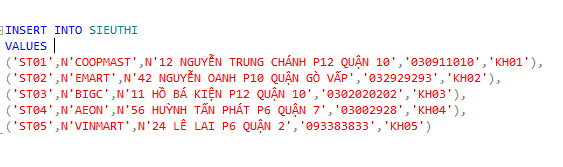 INSERT INTO SIEUTHI
VALUES
('ST01',N'COOPMAST',N'12 NGUYỄN TRUNG CHÁNH P12 QUẬN 10','030911010','KH01'),
('ST02',N'EMART',N'42 NGUYỄN OANH P10 QUẬN GÒ VẤP','032929293','KH02'),
('ST03',N'BIGC',N'11 HỒ BÁ KIỆN P12 QUẬN 10','0302020202','KH03'),
('ST04',N'AEON',N'56 HUỲNH TẤN PHÁT P6 QUẬN 7','03002928','KH04'),
('ST05',N'VINMART',N'24 LÊ LAI P6 QUẬN 2','093383833','KH05')